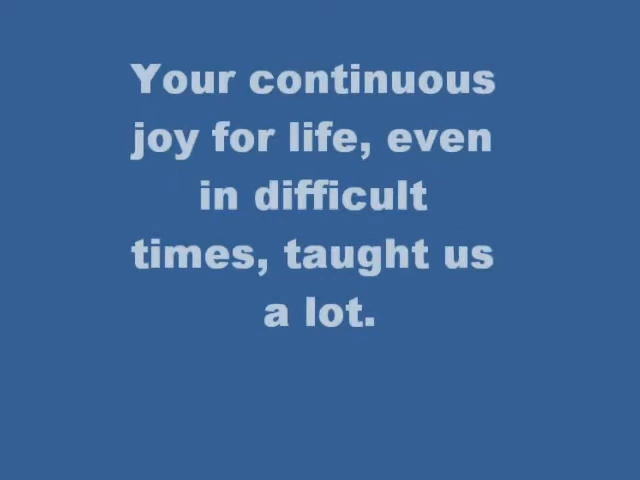 Your continuous
joy for life, even
in difficult
times, taught us
a lot.